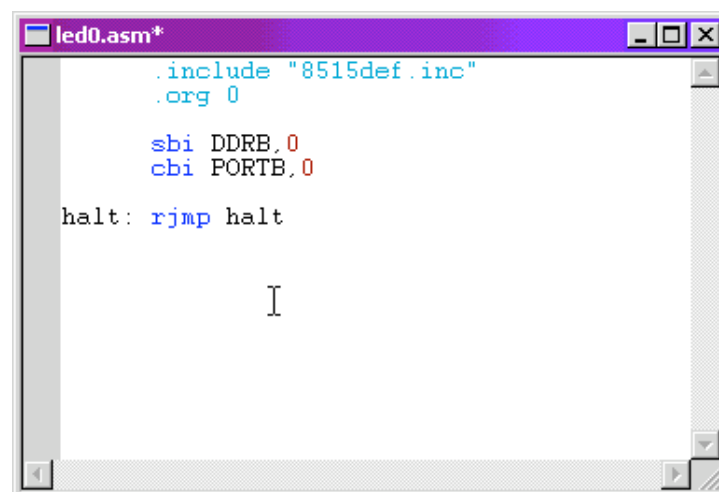 led0.asm*
.include "8515def.inc"
.org 0
sbi DDRB,0
cbi PORTB,0
halt: rjmp halt